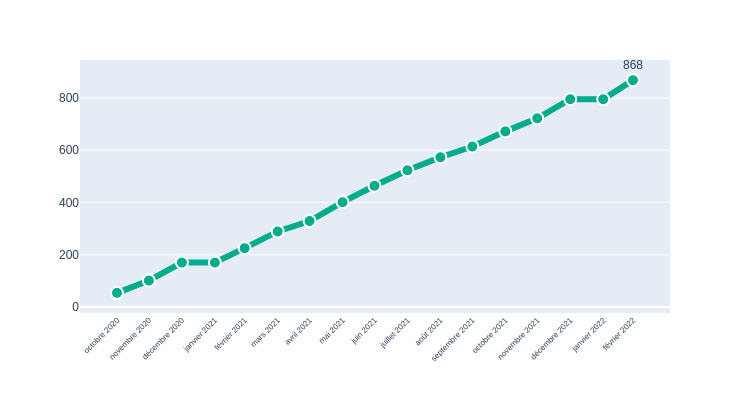 868
800
600
400
200
0
octobre 2020
novembre 2020
décembre 2020
janvier 2021
février 2021
mars 2021
avril 2021
mai 2021
juin 2021
juillet 2021
août 2021
septembre 2021
octobre 2021
novembre 2021
décembre 2021
janvier 2022
février 2022